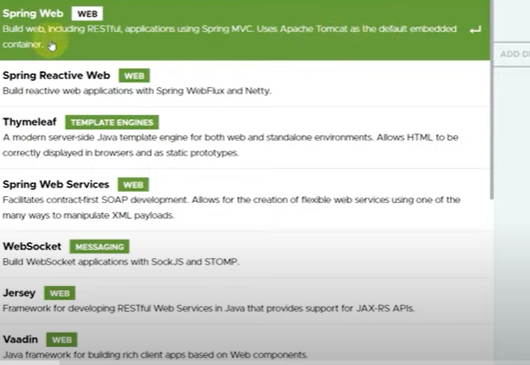 Spring Web WEB
Build web, including RESTful, applications using Spring MVC. Uses Apache Tomcat as the default embedded
container.
ADD DE
Spring Reactive Web WEB
Build reactive web applications with Spring WebFlux and Netty.
Thymeleaf TEMPLATE ENGINES
A modern server-side Java template engine for both web and standalone environments. Allows HTML to be
correctly displayed in browsers and as static prototypes.
Spring Web Services WEB
Facilitates contract-first SOAP development. Allows for the creation of flexible web services using one of the
many ways to manipulate XML payloads.
WebSocket MESSAGING
Build WebSocket applications with SockJS and STOMP.
Jersey WEB
Framework for developing RESTful Web Services in Java that provides support for JAX-RS APIs.
Vaadin WEB
Java framework for building rich client apps based on Web components.